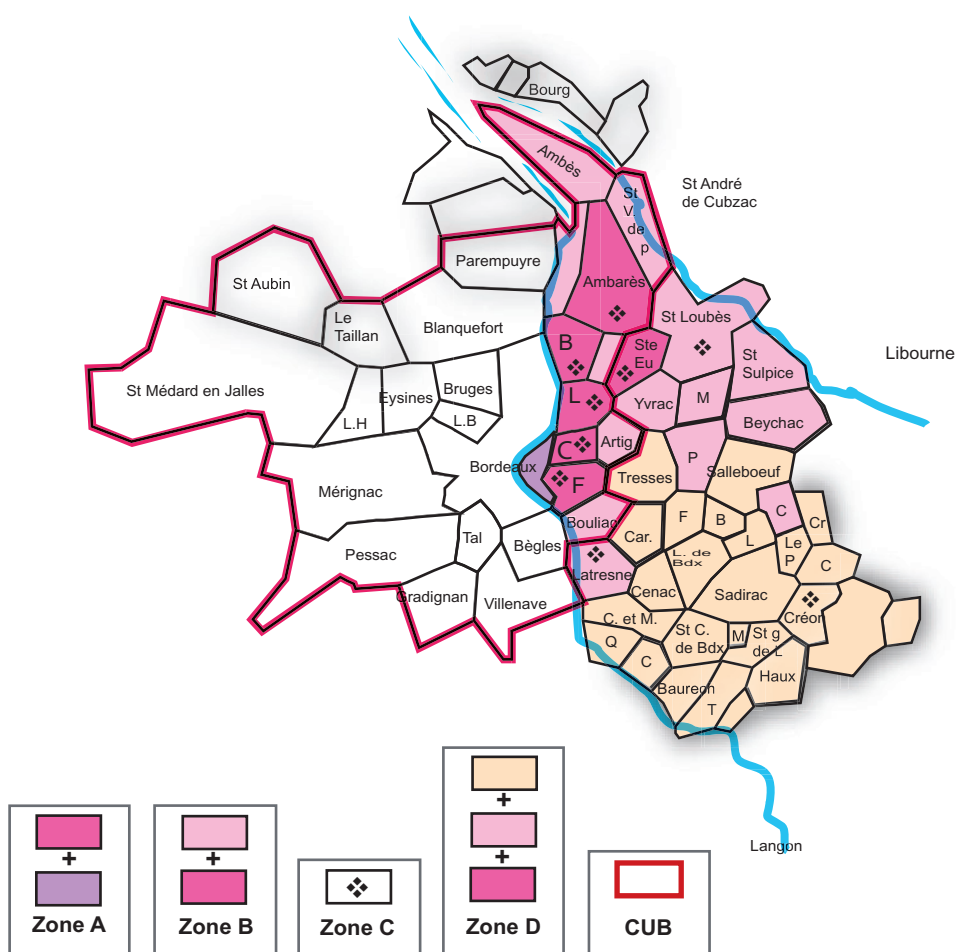 Bourg
Ambès
St André
de Cubzac
St
V.
de
p
Parempuyre
St Aubin
Ambarès
Le
Taillan
Blanquefort
St Loubès
B
Ste
Eu
St
Sulpice
Libourne
St Médard en Jalles
Eysines
Bruges
L
Yvrac
M
L.H
L.B
Beychac
Artig
C
Bordeaux
P
Salleboeuf
Tresses
F
Mérignac
Bouliac
F
B
C
Cr
Car.
Tal
Bègles
L
Le
P
C
Pessac
L. de
Bdx
Latresne
Cenac
Sadirac
Gradignan
Villenave
C. et M.
Créon
Q
St C.
de Bdx
M
St g
de L
C
Haux
Baurech
T
Langon
+
Zone A
+
Zone B
Zone C
+
+
Zone D
CUB